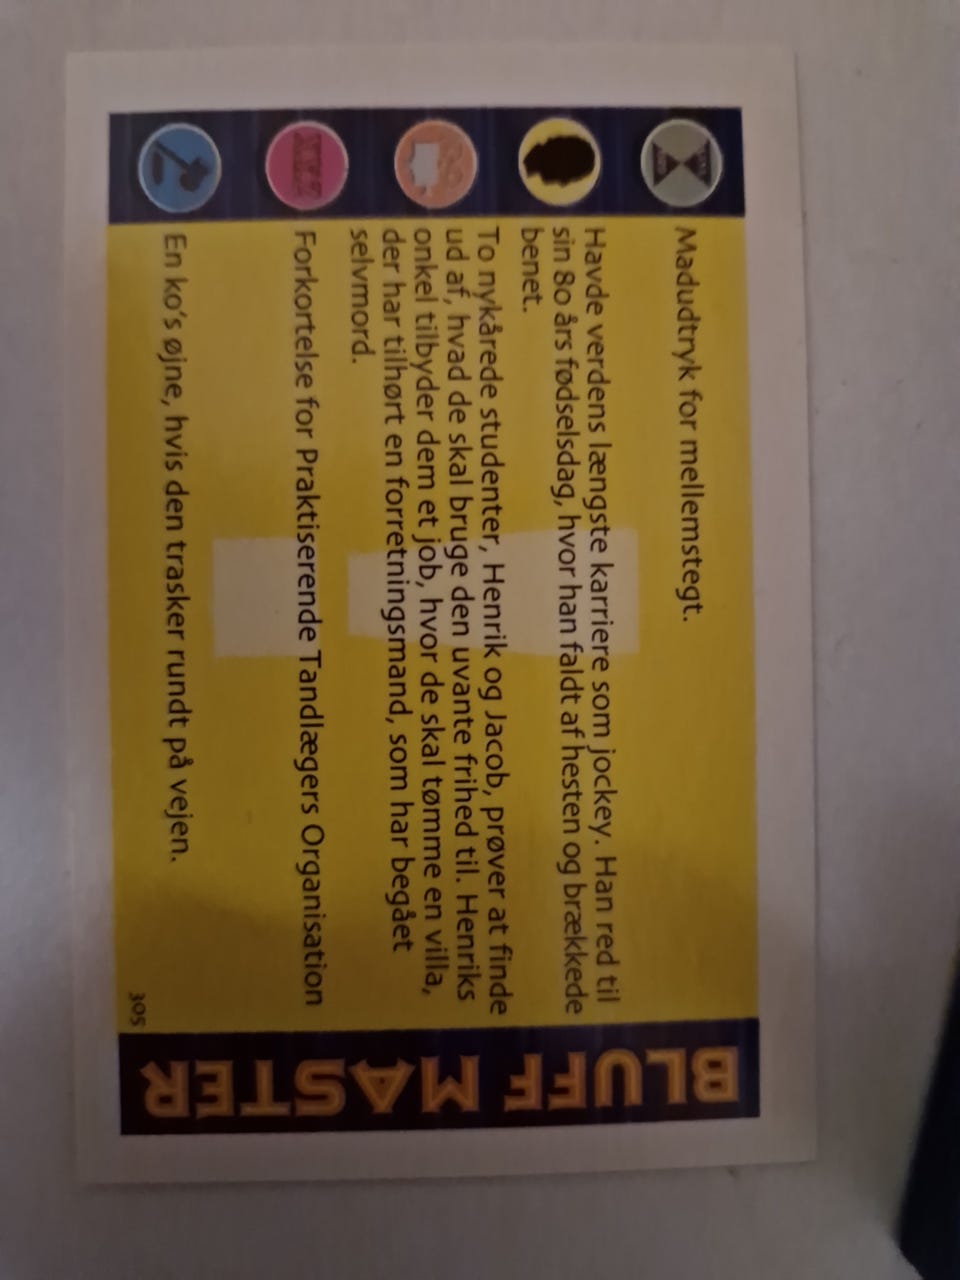 Madudtryk for mellemstegt.
Havde verdens længste karriere som jockey. Han red til
sin 80 års fødselsdag, hvor han faldt af hesten og brækkede
benet.
To nykårede studenter, Henrik og Jacob, prøver at finde
ud af, hvad de skal bruge den uvante frihed til. Henriks
onkel tilbyder dem et job, hvor de skal tømme en villa,
der har tilhørt en forretningsmand, som har begået
selvmord.
Forkortelse for Praktiserende Tandlægers Organisation
En ko's øjne, hvis den trasker rundt på vejen.
305
BLUFF MASTER